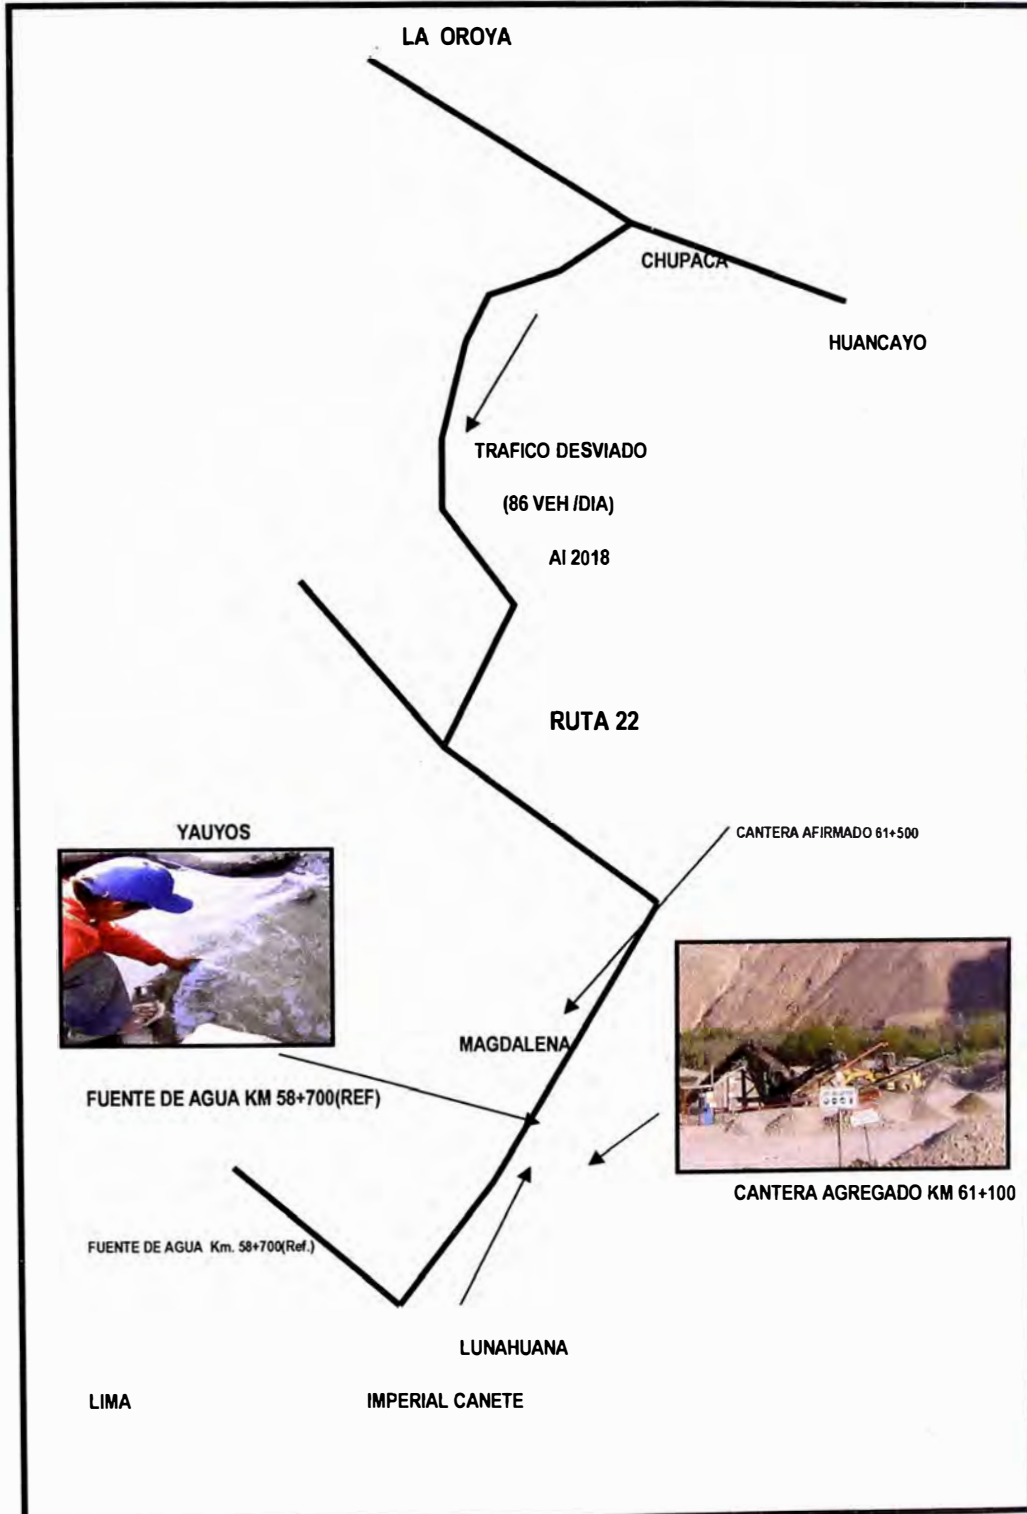 LA OROYA
CHUPACA
HUANCAYO
TRAFICO DESVIADO
(86 VEH /DIA)
Al 2018
RUTA 22
YAUYOS
CANTERA AFIRMADO 61+500
MAGDALENA
FUENTE DE AGUA KM 58+700(REF)
CANTERA AGREGADO KM 61+100
FUENTE DE AGUA Km. 58+700(Ref.)
LUNAHUANA
LIMA
IMPERIAL CANETE